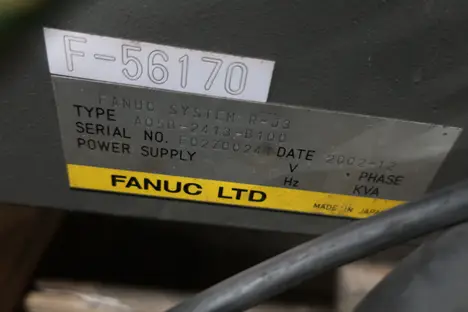 F-56170
FANUC SYSTEM R-J3
TYPE A05B-2413-B100
SERIAL NO. DATE 2002-12
POWER SUPPLY V PHASE
Hz KVA
FANUC LTD MADE IN JAPAN